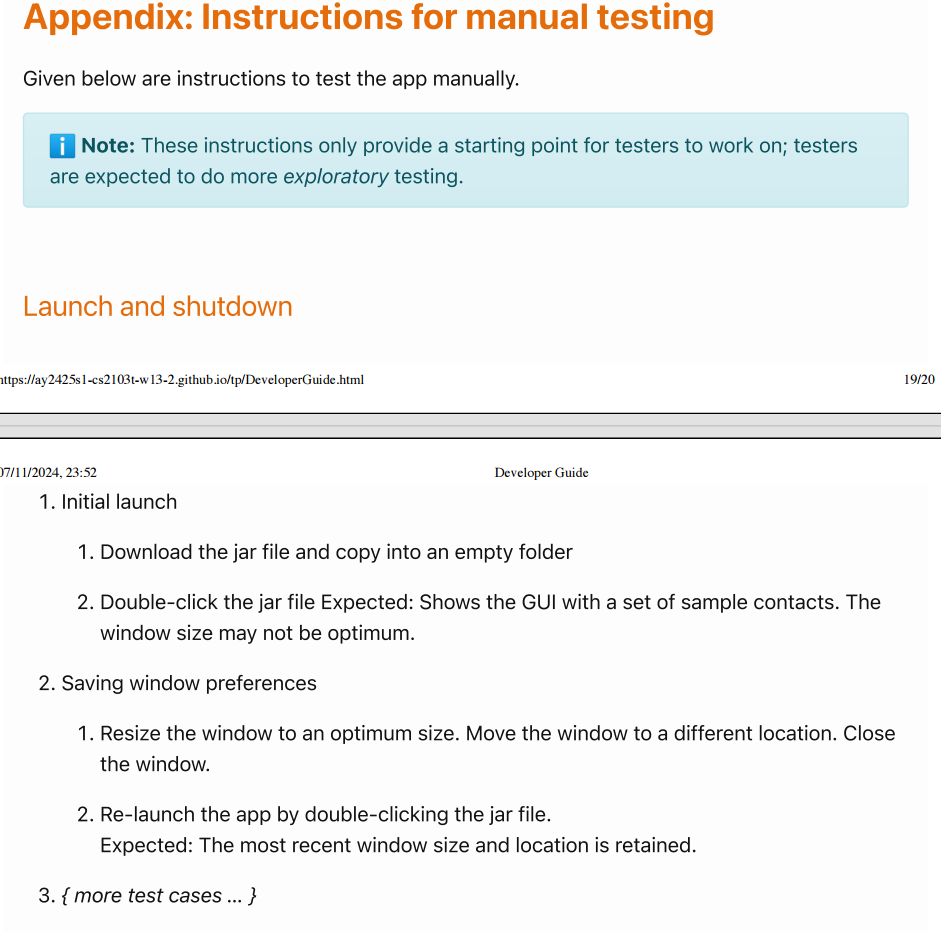 Appendix: Instructions for manual testing
Given below are instructions to test the app manually.
Note: These instructions only provide a starting point for testers to work on; testers
are expected to do more exploratory testing.
Launch and shutdown
https://ay2425s1-cs2103t-w13-2.github.io/tp/DeveloperGuide.html 19/20
07/11/2024, 23:52 Developer Guide
1. Initial launch
1. Download the jar file and copy into an empty folder
2. Double-click the jar file Expected: Shows the GUI with a set of sample contacts. The
window size may not be optimum.
2. Saving window preferences
1. Resize the window to an optimum size. Move the window to a different location. Close
the window.
2. Re-launch the app by double-clicking the jar file.
Expected: The most recent window size and location is retained.
3. { more test cases … }